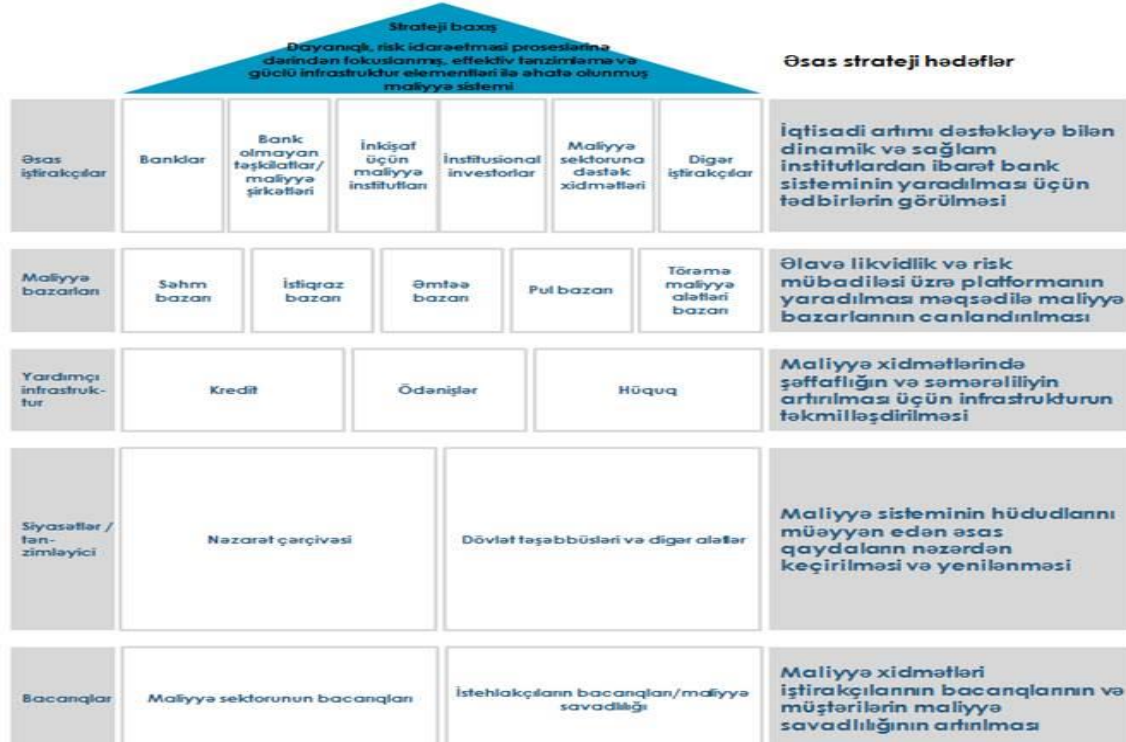 Strateji baxış
Dayanıqlı, risk idarəetməsi proseslərinə
dərindən fokuslanmış, effektiv tənzimləmə və
güclü infrastruktur elementləri ilə əhatə olunmuş
maliyyə sistemi
Əsas strateji hədəflər
Əsas
iştirakçılar
Banklar
Bank
olmayan
təşkilatlar/
maliyyə
şirkətləri
İnkişaf
üçün
maliyyə
institutları
İnstitusional
investorlar
Maliyyə
sektoruna
dəstək
xidmətləri
Digər
iştirakçılar
İqtisadi artımı dəstəkləyə bilən
dinamik və sağlam
institutlardan ibarət bank
sisteminin yaradılması üçün
tədbirlərin görülməsi
Maliyyə
bazarları
Səhm
bazarı
İstiqraz
bazarı
Əmtəə
bazarı
Pul bazarı
Törəmə
maliyyə
alətləri
bazarı
Əlavə likvidlik və risk
mübadiləsi üzrə platformanın
yaradılması məqsədilə maliyyə
bazarlarının canlandırılması
Yardımçı
infrastruk-
tur
Kredit
Ödənişlər
Hüquq
Maliyyə xidmətlərində
şəffaflığın və səmərəliliyin
artırılması üçün infrastrukturun
təkmilləşdirilməsi
Siyasətlər /
tən-
zimləyici
Nəzarət çərçivəsi
Dövlət təşəbbüsləri və digər alətlər
Maliyyə sisteminin hüdudlarını
müəyyən edən əsas
qaydaların nəzərdən
keçirilməsi və yenilənməsi
Bacarıqlar
Maliyyə sektorunun bacarıqları
İstehlakçıların bacarıqları/maliyyə
savadlılığı
Maliyyə xidmətləri
iştirakçılarının bacarıqlarının və
müştərilərin maliyyə
savadlılığının artırılması